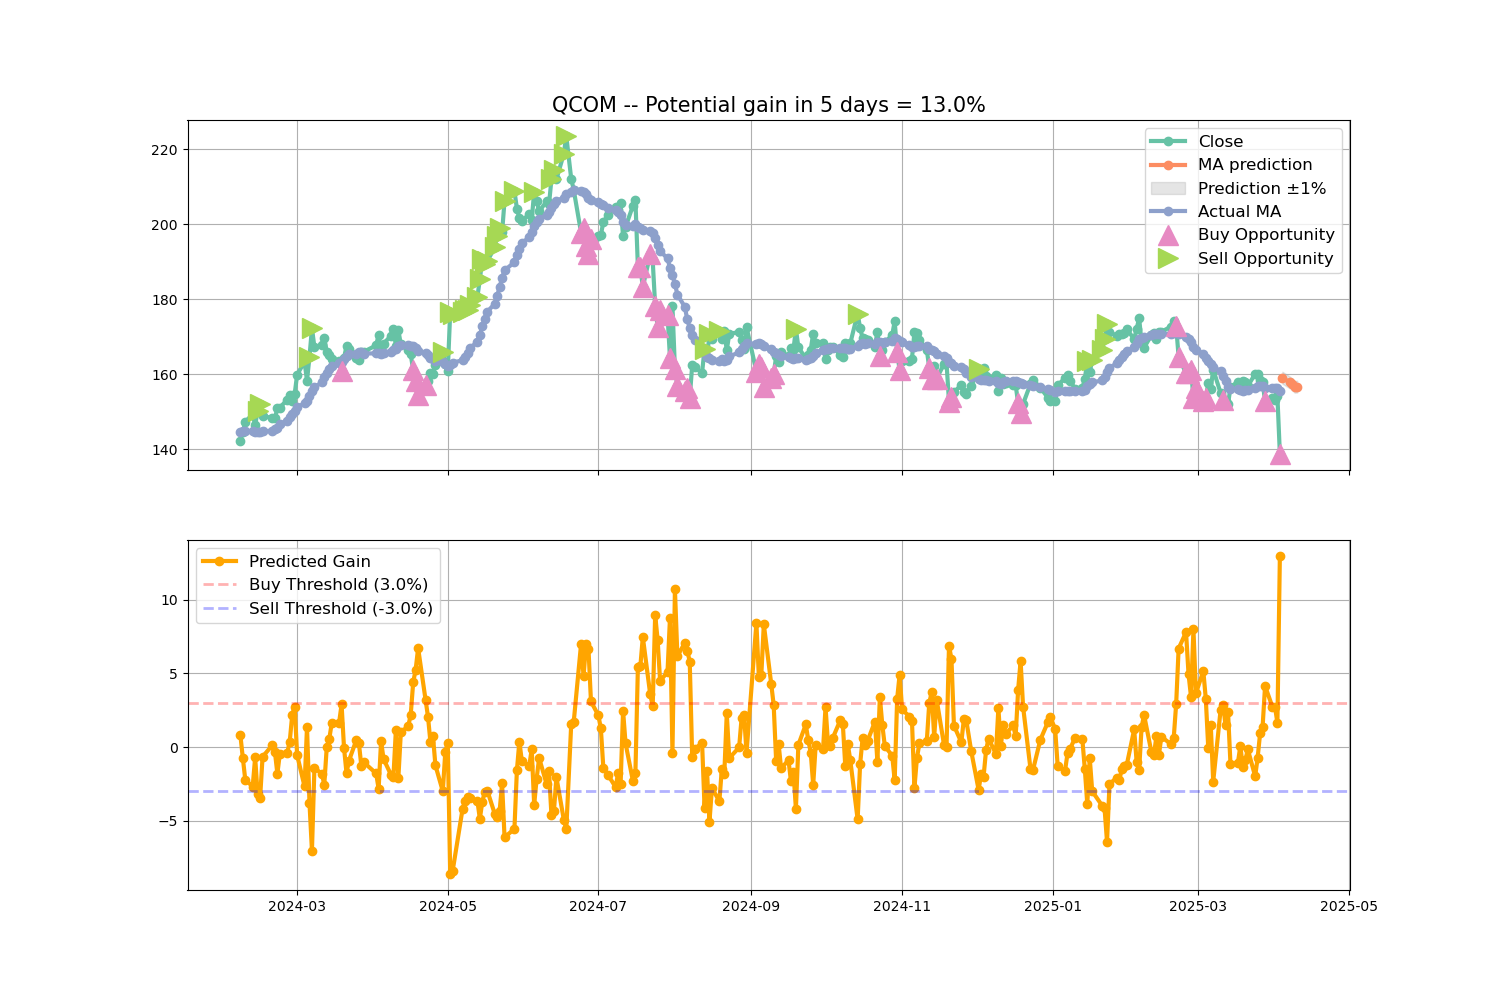 QCOM -- Potential gain in 5 days = 13.0%
220
200
180
160
140
Close
MA prediction
Prediction ±1%
Actual MA
Buy Opportunity
Sell Opportunity
10
5
0
−5
Predicted Gain
Buy Threshold (3.0%)
Sell Threshold (-3.0%)
2024-03
2024-05
2024-07
2024-09
2024-11
2025-01
2025-03
2025-05